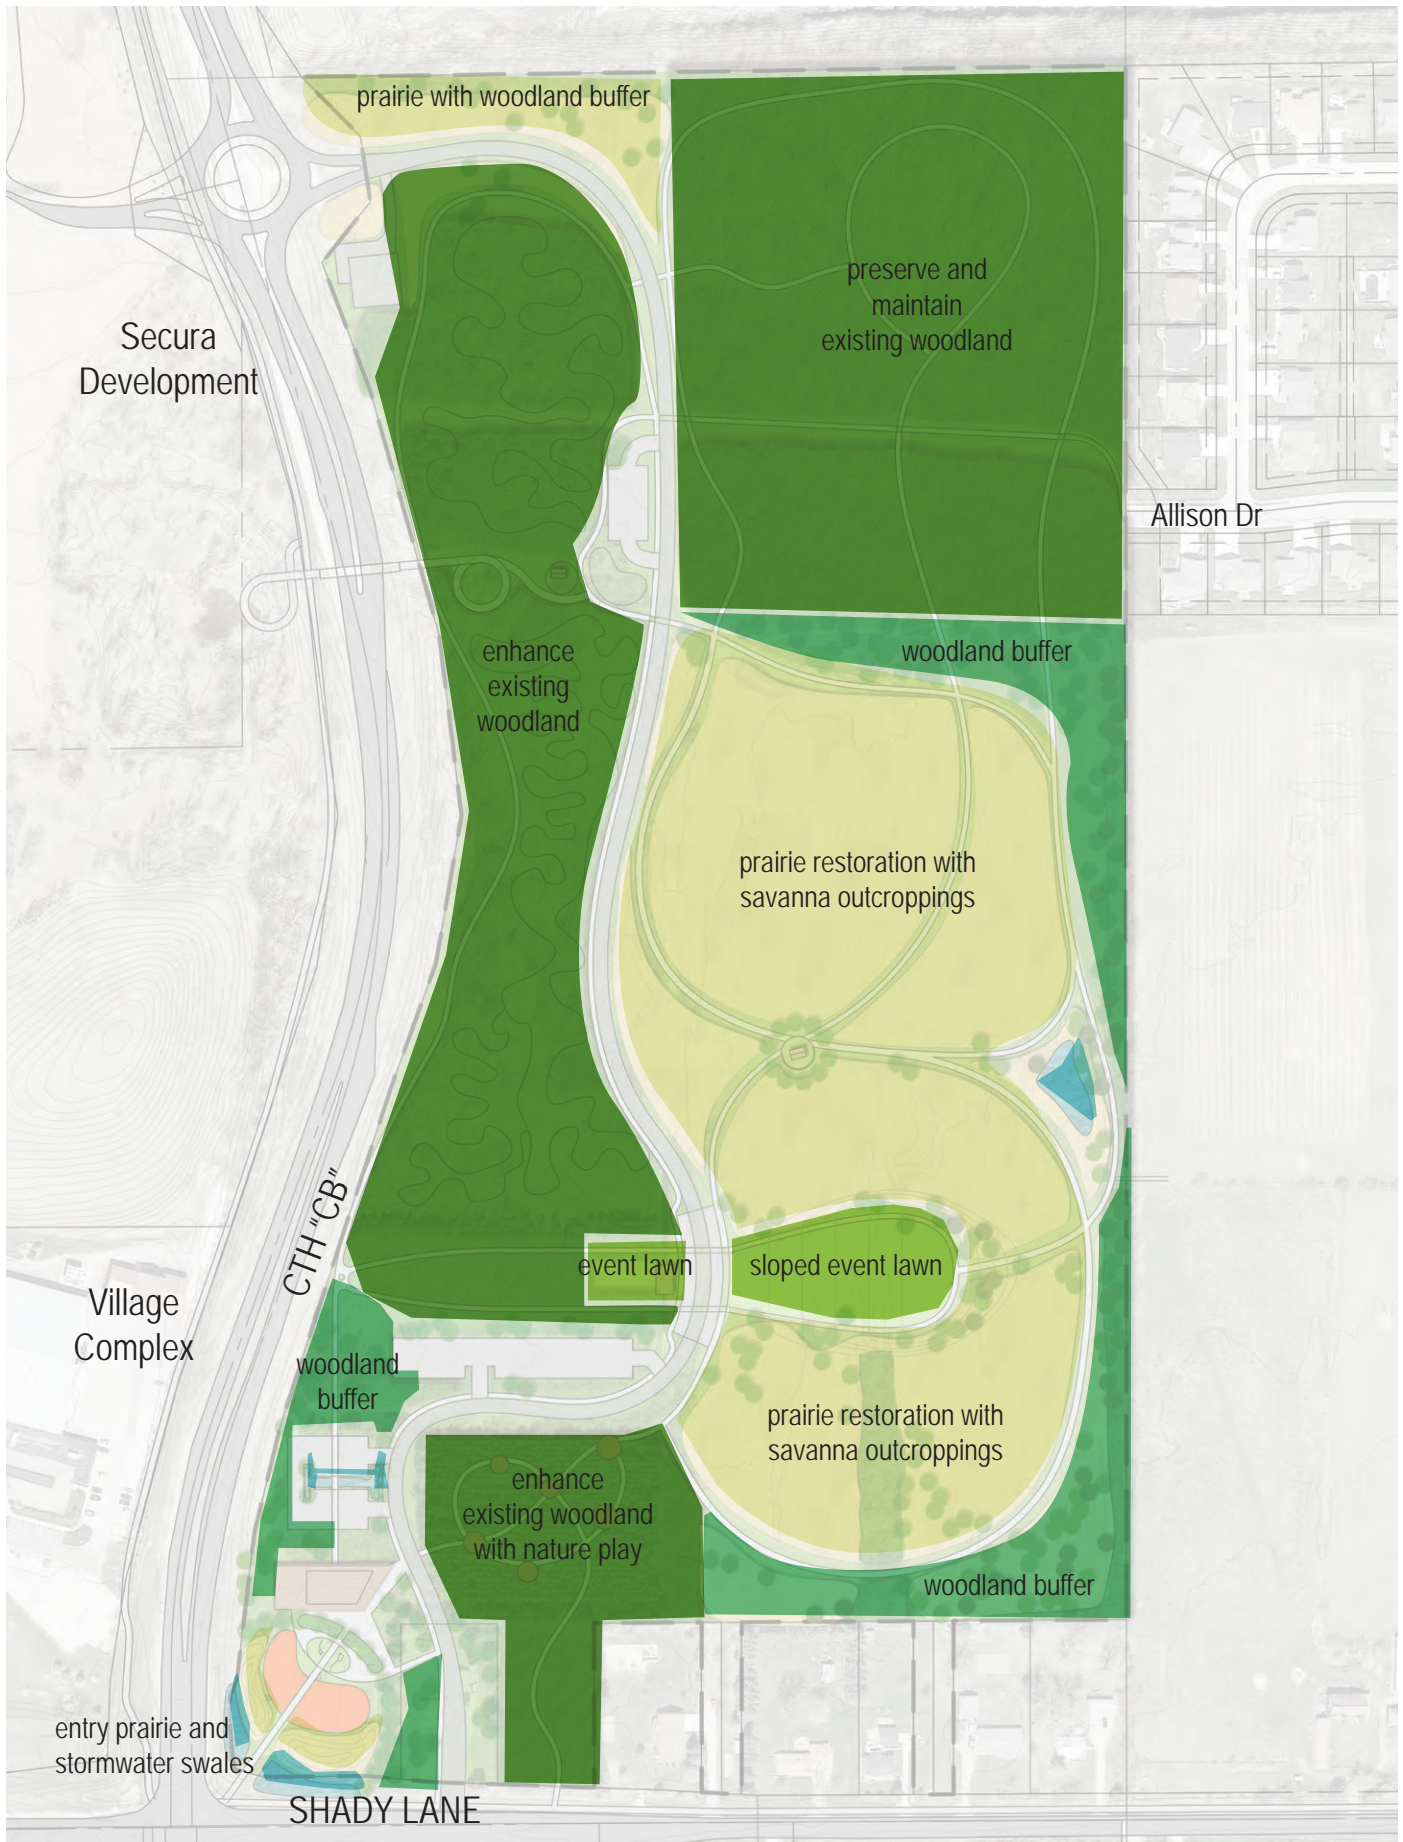 prairie with woodland buffer
preserve and
maintain
existing woodland
Secura
Development
Allison Dr
enhance
existing
woodland
woodland buffer
prairie restoration with
savanna outcroppings
CTH "CB"
event lawn
sloped event lawn
Village
Complex
woodland
buffer
prairie restoration with
savanna outcroppings
enhance
existing woodland
with nature play
woodland buffer
entry prairie and
stormwater swales
SHADY LANE